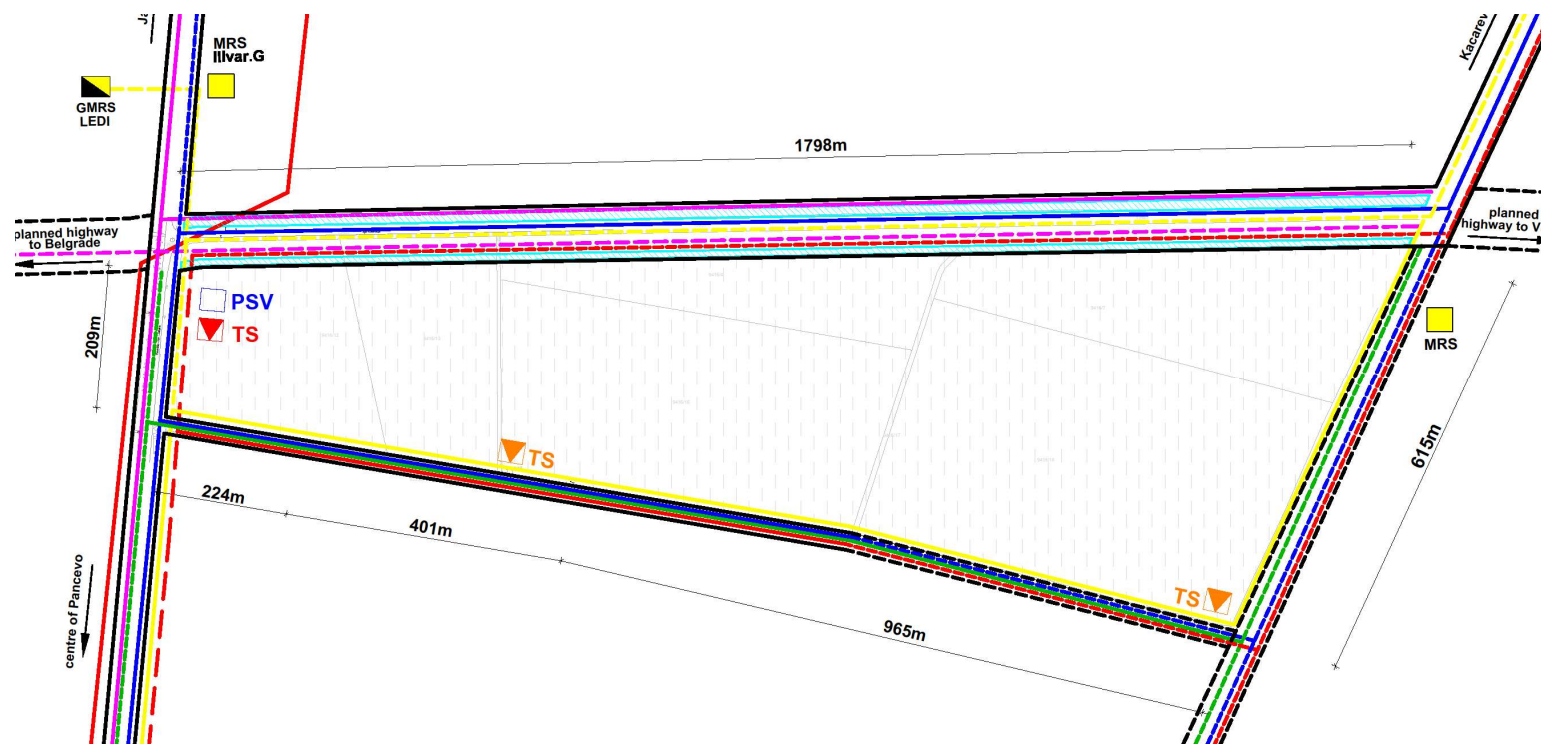 MRS
IIIvar.G
GMRS
LEDI
1798m
planned highway
to Belgrade
planned
highway to V
209m
PSV
TS
MRS
615m
TS
224m
401m
TS
965m
centre of Pancevo
Kacarev